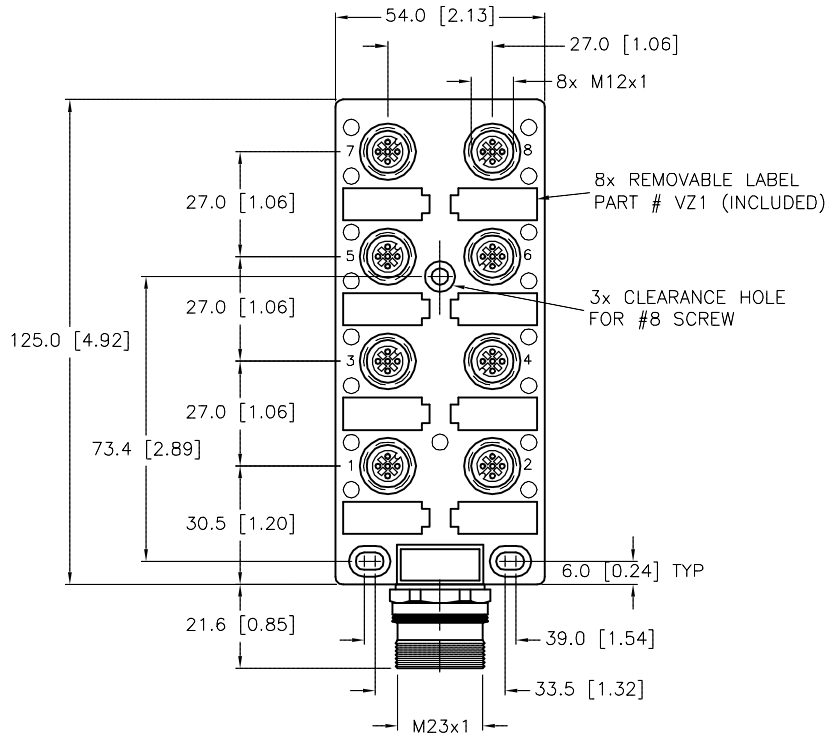 54.0 [2.13]
27.0 [1.06]
8x M12x1
7
8
8x REMOVABLE LABEL
PART # VZ1 (INCLUDED)
27.0 [1.06]
5
6
3x CLEARANCE HOLE
FOR #8 SCREW
27.0 [1.06]
125.0 [4.92]
3
4
27.0 [1.06]
73.4 [2.89]
1
2
30.5 [1.20]
6.0 [0.24] TYP
21.6 [0.85]
39.0 [1.54]
33.5 [1.32]
M23x1